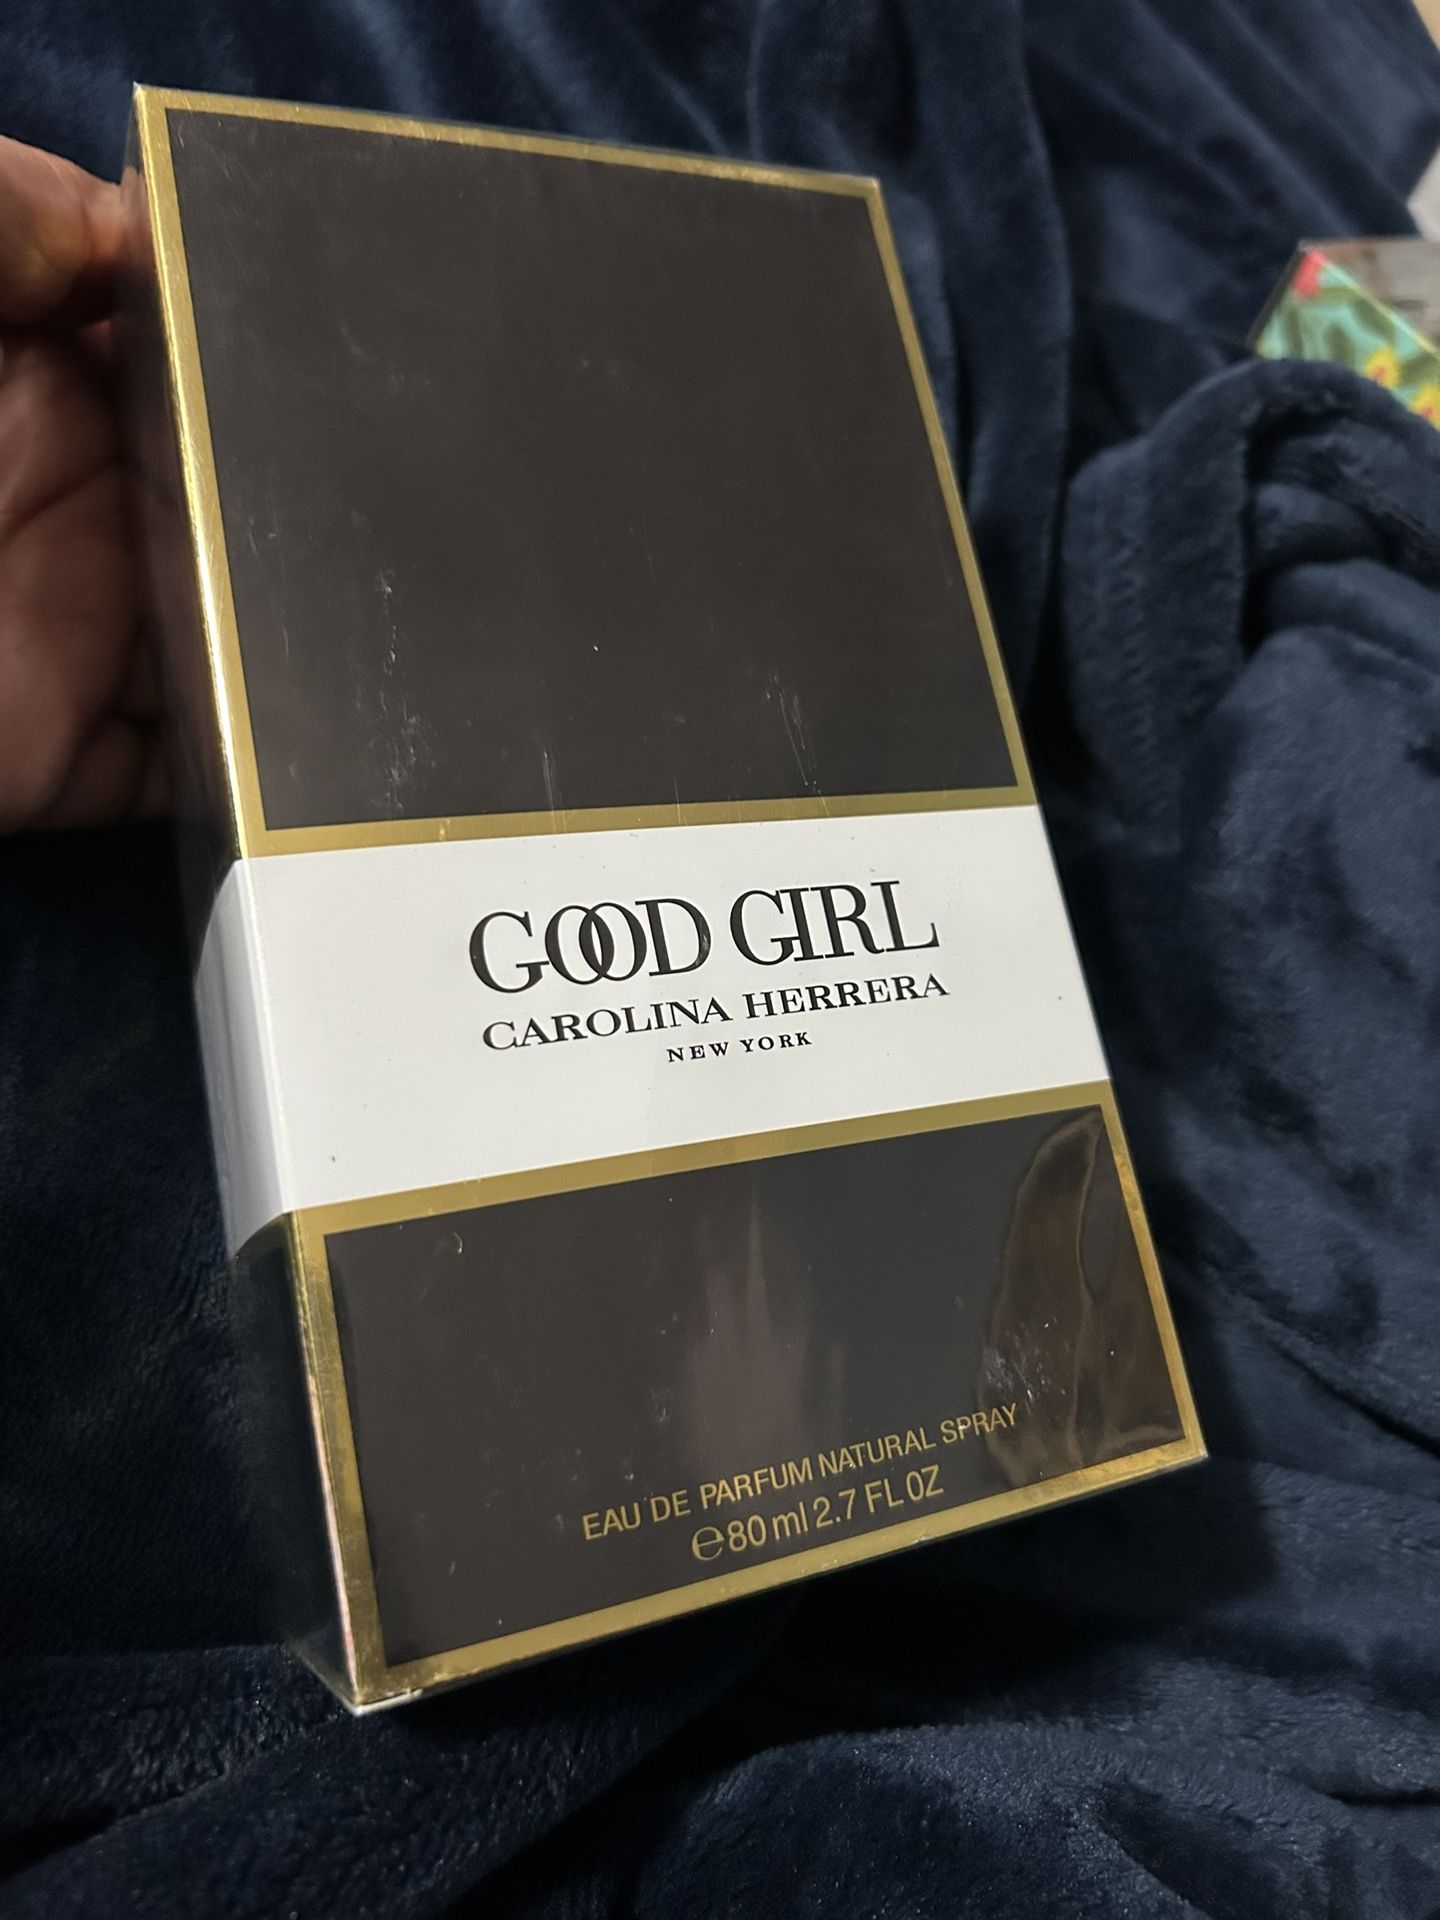 GOOD GIRL
CAROLINA HERRERA
NEW YORK
EAU DE PARFUM NATURAL SPRAY
℮80 ml 2.7 FL OZ